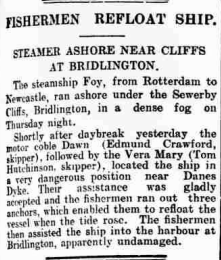 FISHERMEN REFLOAT SHIP.
STEAMER ASHORE NEAR CLIFFS
AT BRIDLINGTON.
The steamship Foy, from Rotterdam to
Newcastle, ran ashore under the Sewerby
Cliffs, Bridlington, in a dense fog on
Thursday night.
Shortly after daybreak yesterday the
motor coble Dawn (Edmund Crawford,
skipper), followed by the Vera Mary (Tom
Hutchinson, skipper), located the ship in
a very dangerous position near Danes
Dyke. Their assistance was gladly
accepted and the fishermen ran out three
anchors, which enabled them to refloat the
vessel when the tide rose. The fishermen
then assisted the ship into the harbour at
Bridlington, apparently undamaged.